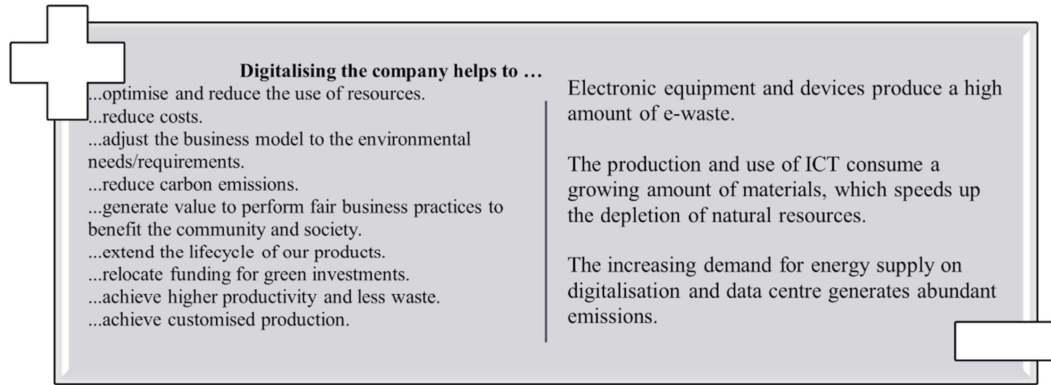 Digitalising the company helps to …
...optimise and reduce the use of resources.
...reduce costs.
...adjust the business model to the environmental
needs/requirements.
...reduce carbon emissions.
...generate value to perform fair business practices to
benefit the community and society.
...extend the lifecycle of our products.
...relocate funding for green investments.
...achieve higher productivity and less waste.
...achieve customised production.
Electronic equipment and devices produce a high
amount of e-waste.
The production and use of ICT consume a
growing amount of materials, which speeds up
the depletion of natural resources.
The increasing demand for energy supply on
digitalisation and data centre generates abundant
emissions.